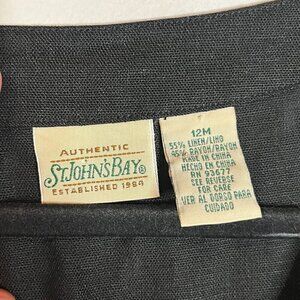 AUTHENTIC
ST.JOHN'S BAY®
ESTABLISHED 1984
12M
55% LINEN/LINO
45% RAYON/RAYON
MADE IN CHINA
HECHO EN CHINA
RN 93677
SEE REVERSE
FOR CARE
VER AL DORSO PARA
CUIDADO